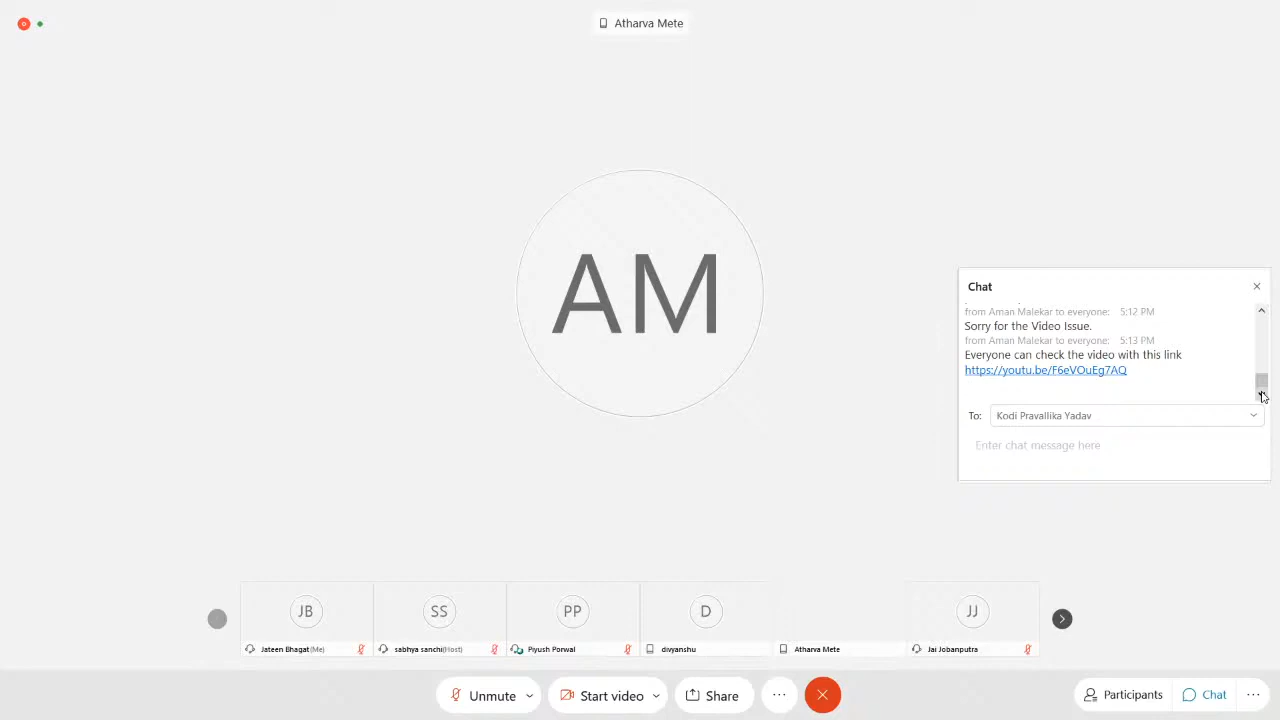 Atharva Mete
AM
Chat
from Aman Malekar to everyone: 5:12 PM
Sorry for the Video Issue.
from Aman Malekar to everyone: 5:13 PM
Everyone can check the video with this link
https://youtu.be/F6eVOuEg7AQ
To: Kodi Pravallika Yadav
Enter chat message here
JB
SS
PP
D
JJ
Jateen Bhagat(Me)
sabhya sanchi(Host)
Piyush Porwal
divyanshu
Atharva Mete
Jai Jobanputra
Unmute
Start video
Share
Participants
Chat